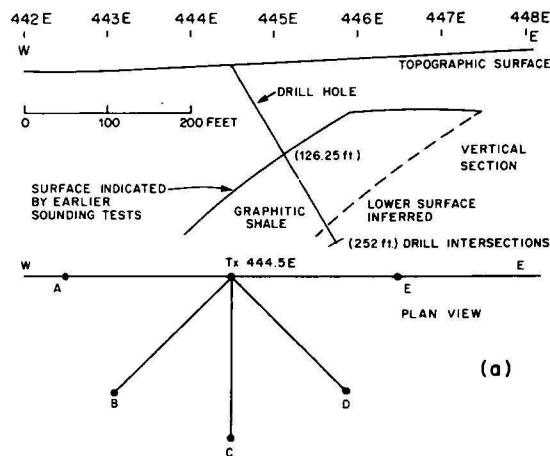 442E 443E 444E 445E 446E 447E 448E
W E
TOPOGRAPHIC SURFACE
DRILL HOLE
0 100 200 FEET
(126.25 ft.)
VERTICAL
SECTION
SURFACE INDICATED
BY EARLIER
SOUNDING TESTS
GRAPHITIC
SHALE
LOWER SURFACE
INFERRED
(252 ft.) DRILL INTERSECTIONS
W Tx 444.5E E
A E
PLAN VIEW
(a)
B D
C